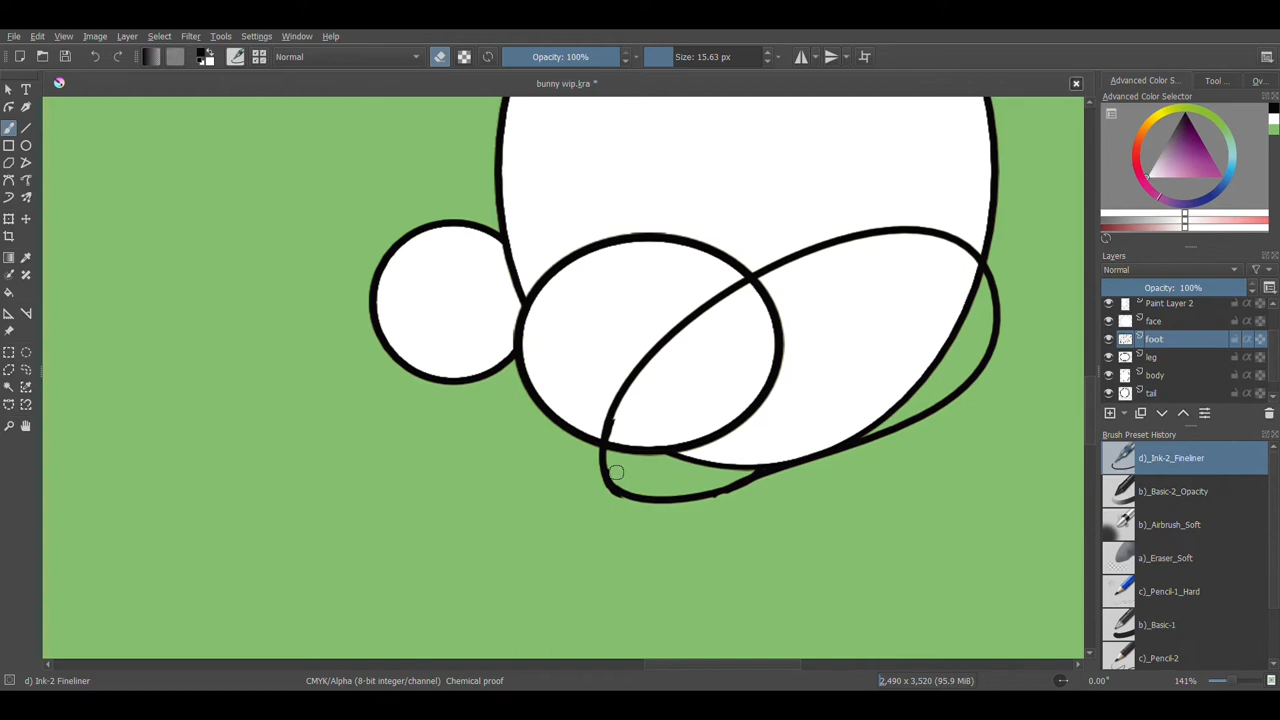 File Edit View Image Layer Select Filter Tools Settings Window Help
Normal Opacity: 100% Size: 15.63 px
bunny wip.kra *
Advanced Color S... Tool ... Ov...
Advanced Color Selector
Layers
Normal
Opacity: 100%
Paint Layer 2
face
foot
leg
body
tail
Brush Preset History
d)_Ink-2_Fineliner
b)_Basic-2_Opacity
b)_Airbrush_Soft
a)_Eraser_Soft
c)_Pencil-1_Hard
b)_Basic-1
c)_Pencil-2
d) Ink-2 Fineliner CMYK/Alpha (8-bit integer/channel) Chemical proof 2,490 x 3,520 (95.9 MiB) 0.00° 141%